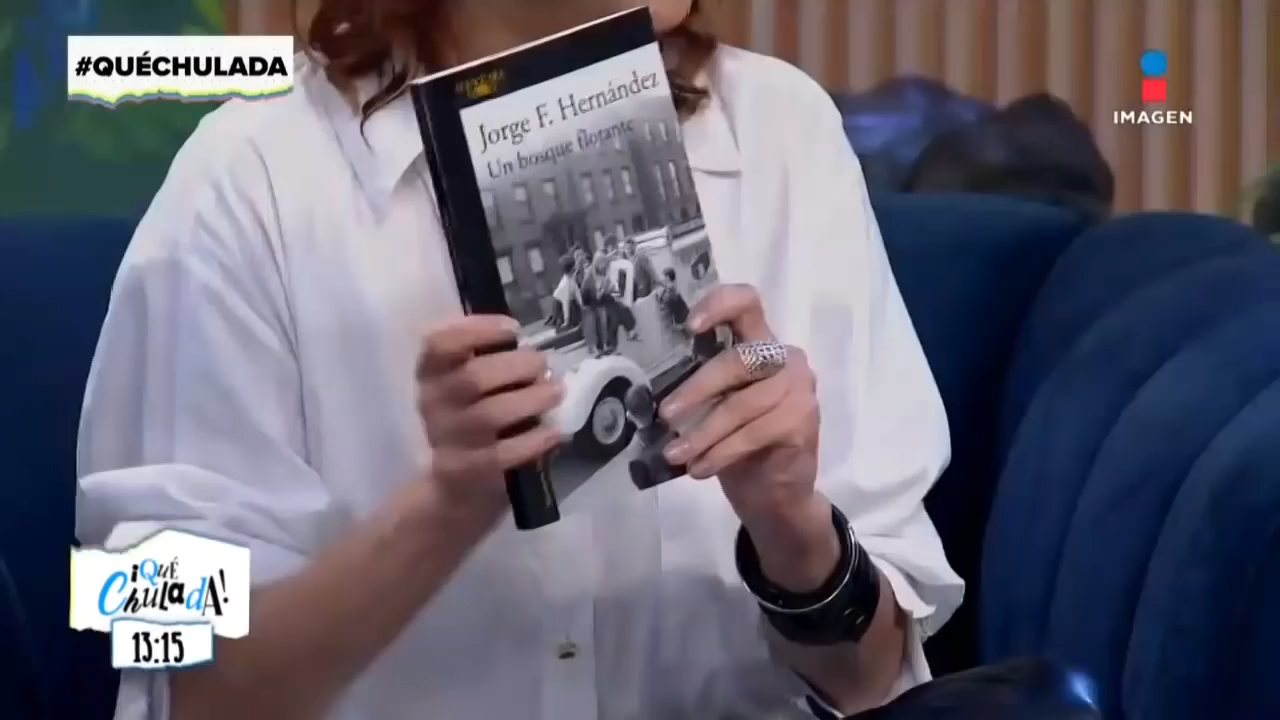 #QUÉCHULADA
IMAGEN
Jorge F. Hernández
Un bosque flotante
¡QUÉ
ChULAdA!
13:15